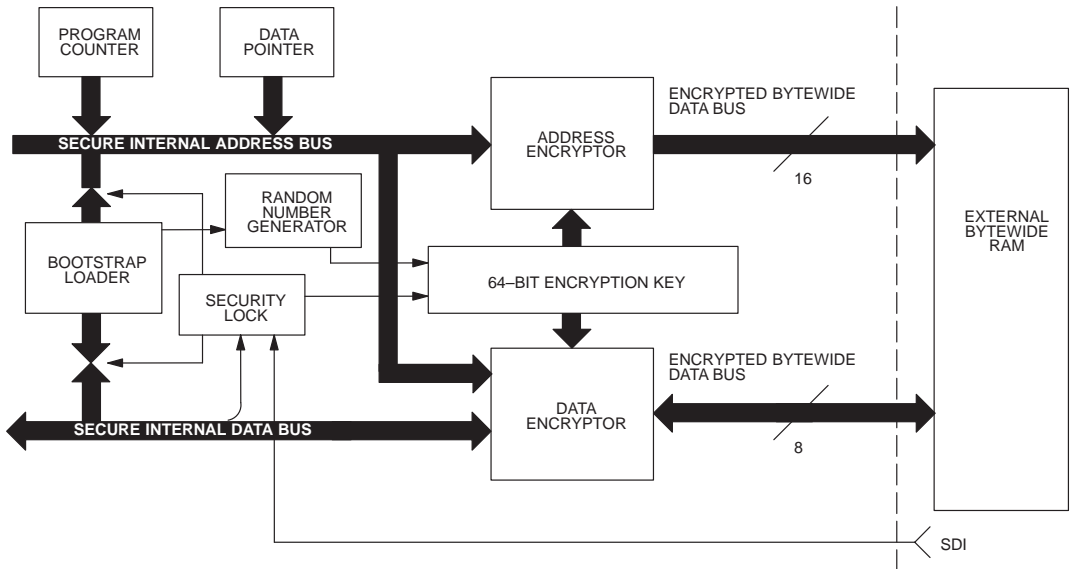 PROGRAM
COUNTER
DATA
POINTER
SECURE INTERNAL ADDRESS BUS
ADDRESS
ENCRYPTOR
ENCRYPTED BYTEWIDE
DATA BUS
16
EXTERNAL
BYTEWIDE
RAM
RANDOM
NUMBER
GENERATOR
BOOTSTRAP
LOADER
SECURITY
LOCK
64–BIT ENCRYPTION KEY
DATA
ENCRYPTOR
ENCRYPTED BYTEWIDE
DATA BUS
8
SECURE INTERNAL DATA BUS
SDI